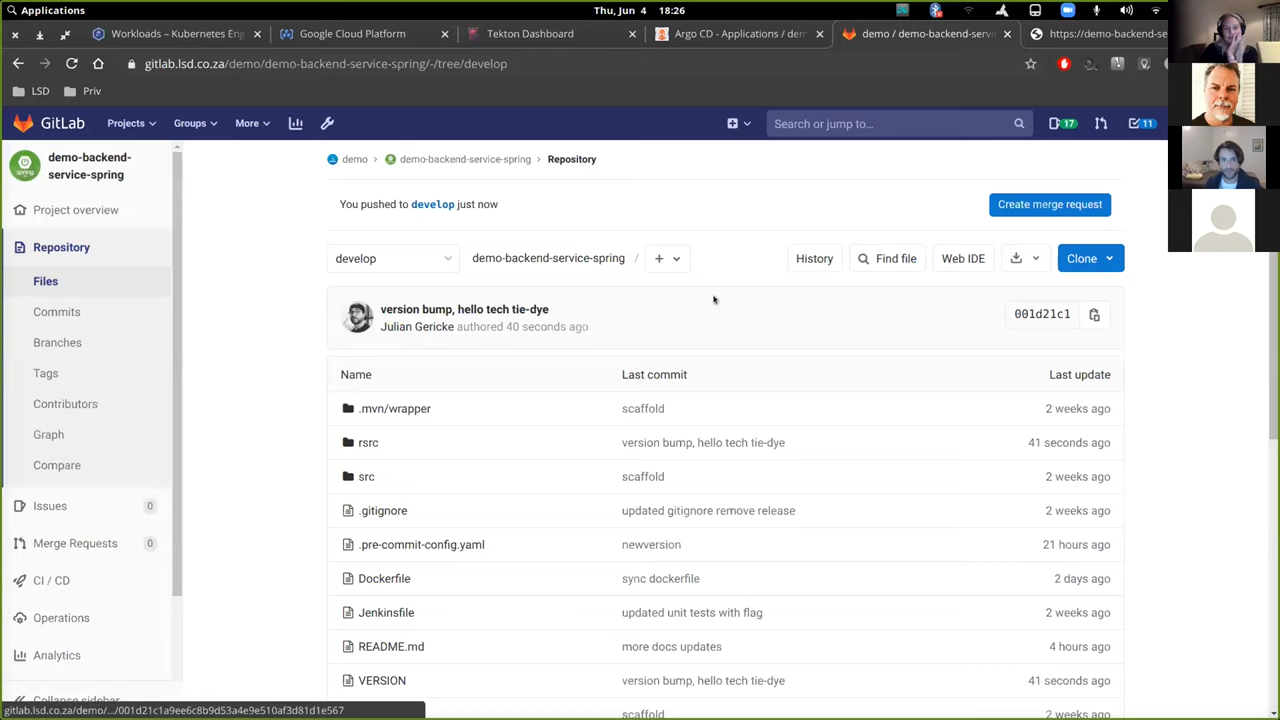 Applications
Thu, Jun 4 18:26
Workloads – Kubernetes Eng
Google Cloud Platform
Tekton Dashboard
Argo CD - Applications / dem
demo / demo-backend-servi
https://demo-backend-se
gitlab.lsd.co.za/demo/demo-backend-service-spring/-/tree/develop
LSD
Priv
GitLab
Projects
Groups
More
Search or jump to...
17
11
demo-backend-service-spring
Project overview
Repository
Files
Commits
Branches
Tags
Contributors
Graph
Compare
Issues 0
Merge Requests 0
CI / CD
Operations
Analytics
Collapse sidebar
demo > demo-backend-service-spring > Repository
You pushed to develop just now
Create merge request
develop
demo-backend-service-spring /
+
History
Find file
Web IDE
Clone
version bump, hello tech tie-dye
Julian Gericke authored 40 seconds ago
001d21c1
Name Last commit Last update
.mvn/wrapper scaffold 2 weeks ago
rsrc version bump, hello tech tie-dye 41 seconds ago
src scaffold 2 weeks ago
.gitignore updated gitignore remove release 2 weeks ago
.pre-commit-config.yaml newversion 21 hours ago
Dockerfile sync dockerfile 2 days ago
Jenkinsfile updated unit tests with flag 2 weeks ago
README.md more docs updates 4 hours ago
VERSION version bump, hello tech tie-dye 41 seconds ago
scaffold 2 weeks ago
gitlab.lsd.co.za/demo/.../001d21c1a9ee6c8b9d53a4e9e510af3d81d1e567